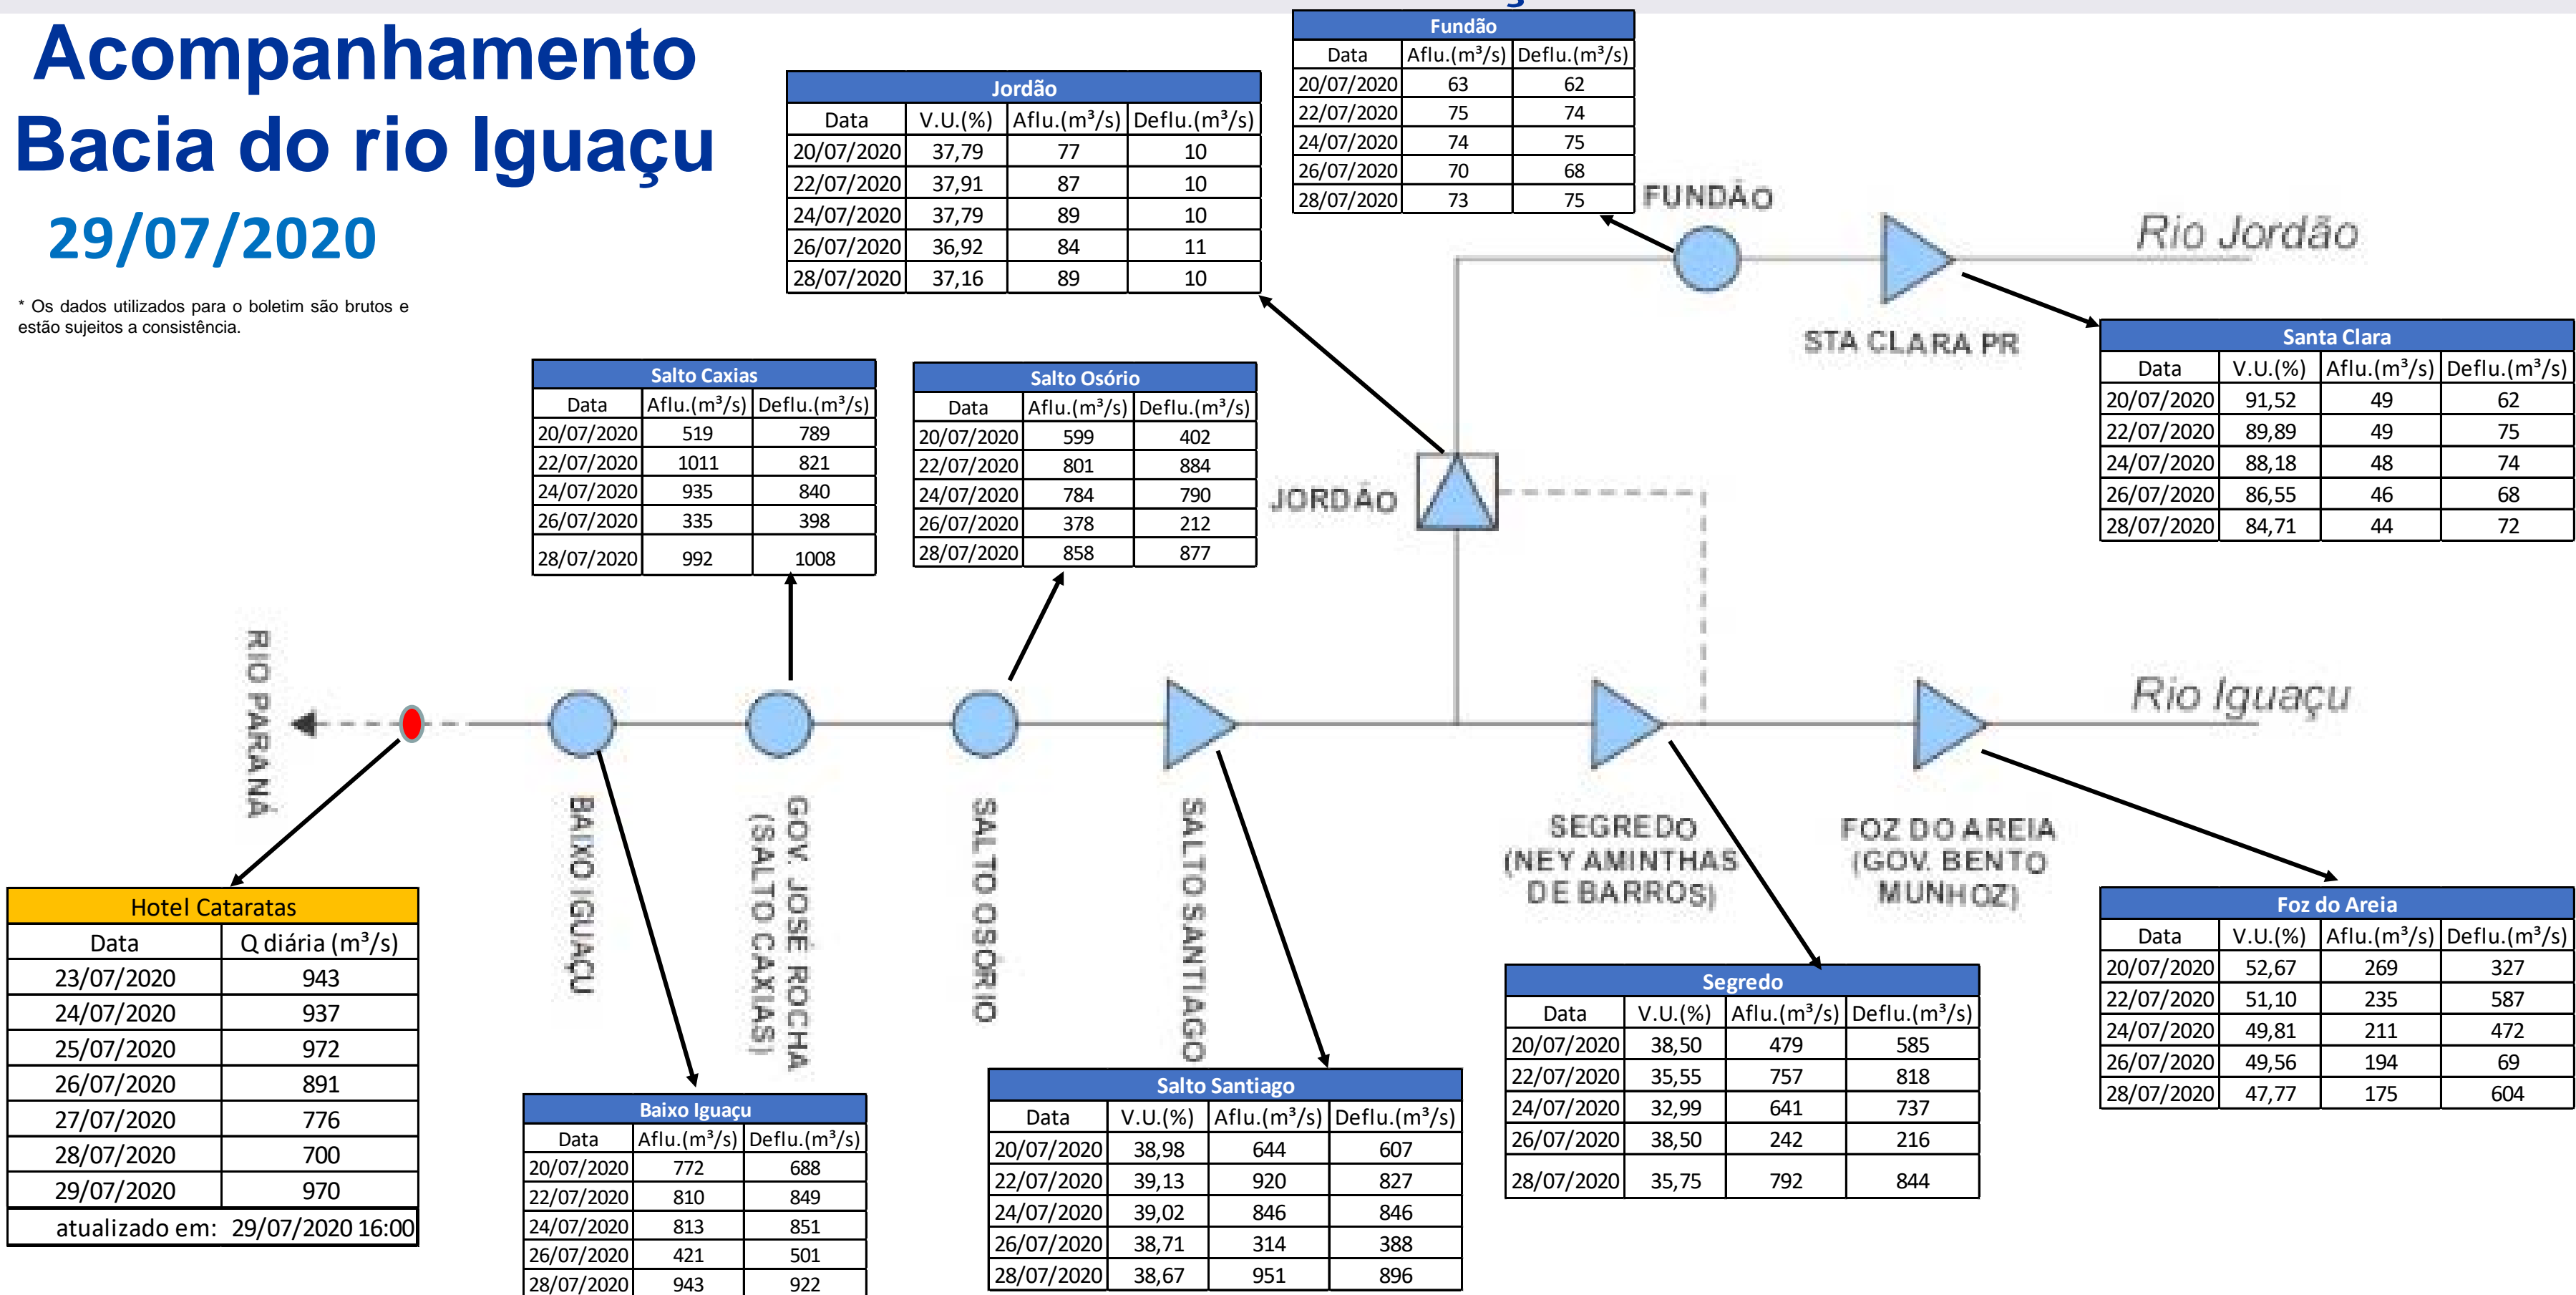 Acompanhamento
Bacia do rio Iguaçu
29/07/2020
* Os dados utilizados para o boletim são brutos e
estão sujeitos a consistência.
Jordão
Data V.U.(%) Aflu.(m³/s) Deflu.(m³/s)
20/07/2020 37,79 77 10
22/07/2020 37,91 87 10
24/07/2020 37,79 89 10
26/07/2020 36,92 84 11
28/07/2020 37,16 89 10
Fundão
Data Aflu.(m³/s) Deflu.(m³/s)
20/07/2020 63 62
22/07/2020 75 74
24/07/2020 74 75
26/07/2020 70 68
28/07/2020 73 75
FUNDÃO
Rio Jordão
STA CLARA PR
Santa Clara
Data V.U.(%) Aflu.(m³/s) Deflu.(m³/s)
20/07/2020 91,52 49 62
22/07/2020 89,89 49 75
24/07/2020 88,18 48 74
26/07/2020 86,55 46 68
28/07/2020 84,71 44 72
Salto Caxias
Data Aflu.(m³/s) Deflu.(m³/s)
20/07/2020 519 789
22/07/2020 1011 821
24/07/2020 935 840
26/07/2020 335 398
28/07/2020 992 1008
Salto Osório
Data Aflu.(m³/s) Deflu.(m³/s)
20/07/2020 599 402
22/07/2020 801 884
24/07/2020 784 790
26/07/2020 378 212
28/07/2020 858 877
JORDÃO
RIO PARANÁ
Rio Iguaçu
BAIXO IGUAÇU
GOV. JOSÉ ROCHA
(SALTO CAXIAS)
SALTO OSÓRIO
SALTO SANTIAGO
SEGREDO
(NEY AMINTHAS
DE BARROS)
FOZ DO AREIA
(GOV. BENTO
MUNHOZ)
Hotel Cataratas
Data Q diária (m³/s)
23/07/2020 943
24/07/2020 937
25/07/2020 972
26/07/2020 891
27/07/2020 776
28/07/2020 700
29/07/2020 970
atualizado em: 29/07/2020 16:00
Baixo Iguaçu
Data Aflu.(m³/s) Deflu.(m³/s)
20/07/2020 772 688
22/07/2020 810 849
24/07/2020 813 851
26/07/2020 421 501
28/07/2020 943 922
Salto Santiago
Data V.U.(%) Aflu.(m³/s) Deflu.(m³/s)
20/07/2020 38,98 644 607
22/07/2020 39,13 920 827
24/07/2020 39,02 846 846
26/07/2020 38,71 314 388
28/07/2020 38,67 951 896
Segredo
Data V.U.(%) Aflu.(m³/s) Deflu.(m³/s)
20/07/2020 38,50 479 585
22/07/2020 35,55 757 818
24/07/2020 32,99 641 737
26/07/2020 38,50 242 216
28/07/2020 35,75 792 844
Foz do Areia
Data V.U.(%) Aflu.(m³/s) Deflu.(m³/s)
20/07/2020 52,67 269 327
22/07/2020 51,10 235 587
24/07/2020 49,81 211 472
26/07/2020 49,56 194 69
28/07/2020 47,77 175 604